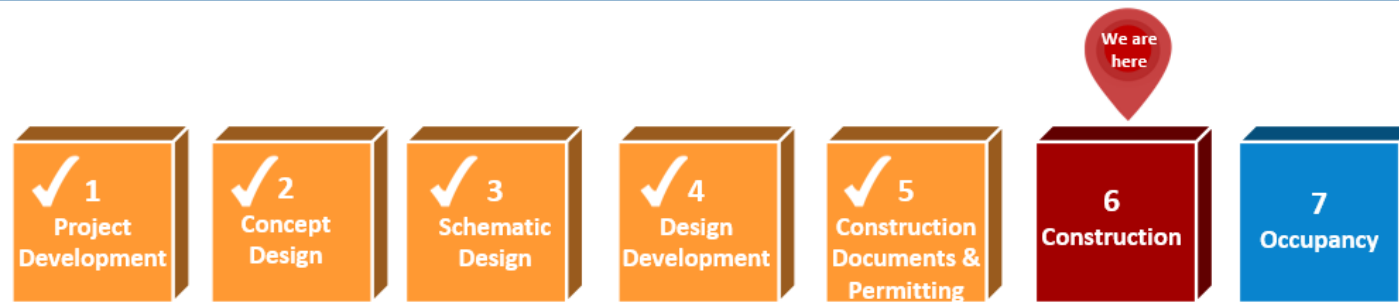 We are
here
1
Project
Development
2
Concept
Design
3
Schematic
Design
4
Design
Development
5
Construction
Documents &
Permitting
6
Construction
7
Occupancy